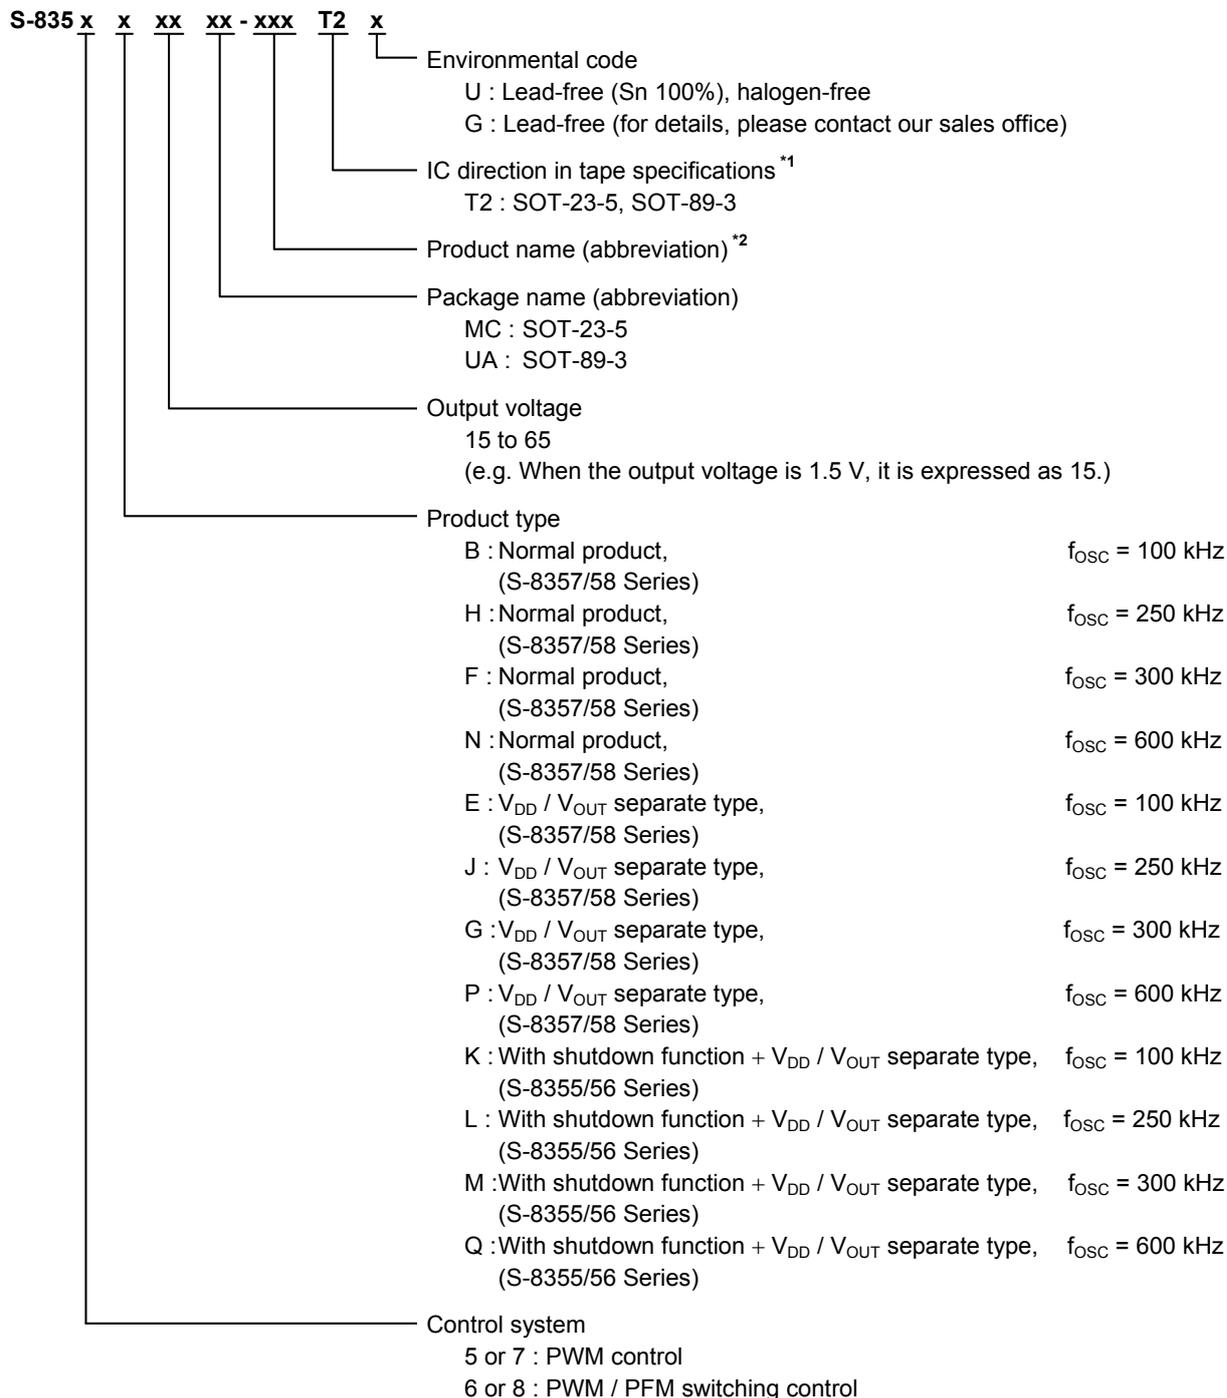 S-835 x x xx xx - xxx T2 x
Environmental code
U : Lead-free (Sn 100%), halogen-free
G : Lead-free (for details, please contact our sales office)
IC direction in tape specifications *1
T2 : SOT-23-5, SOT-89-3
Product name (abbreviation) *2
Package name (abbreviation)
MC : SOT-23-5
UA : SOT-89-3
Output voltage
15 to 65
(e.g. When the output voltage is 1.5 V, it is expressed as 15.)
Product type
B : Normal product, fOSC = 100 kHz
(S-8357/58 Series)
H : Normal product, fOSC = 250 kHz
(S-8357/58 Series)
F : Normal product, fOSC = 300 kHz
(S-8357/58 Series)
N : Normal product, fOSC = 600 kHz
(S-8357/58 Series)
E : VDD / VOUT separate type, fOSC = 100 kHz
(S-8357/58 Series)
J : VDD / VOUT separate type, fOSC = 250 kHz
(S-8357/58 Series)
G : VDD / VOUT separate type, fOSC = 300 kHz
(S-8357/58 Series)
P : VDD / VOUT separate type, fOSC = 600 kHz
(S-8357/58 Series)
K : With shutdown function + VDD / VOUT separate type, fOSC = 100 kHz
(S-8355/56 Series)
L : With shutdown function + VDD / VOUT separate type, fOSC = 250 kHz
(S-8355/56 Series)
M : With shutdown function + VDD / VOUT separate type, fOSC = 300 kHz
(S-8355/56 Series)
Q : With shutdown function + VDD / VOUT separate type, fOSC = 600 kHz
(S-8355/56 Series)
Control system
5 or 7 : PWM control
6 or 8 : PWM / PFM switching control